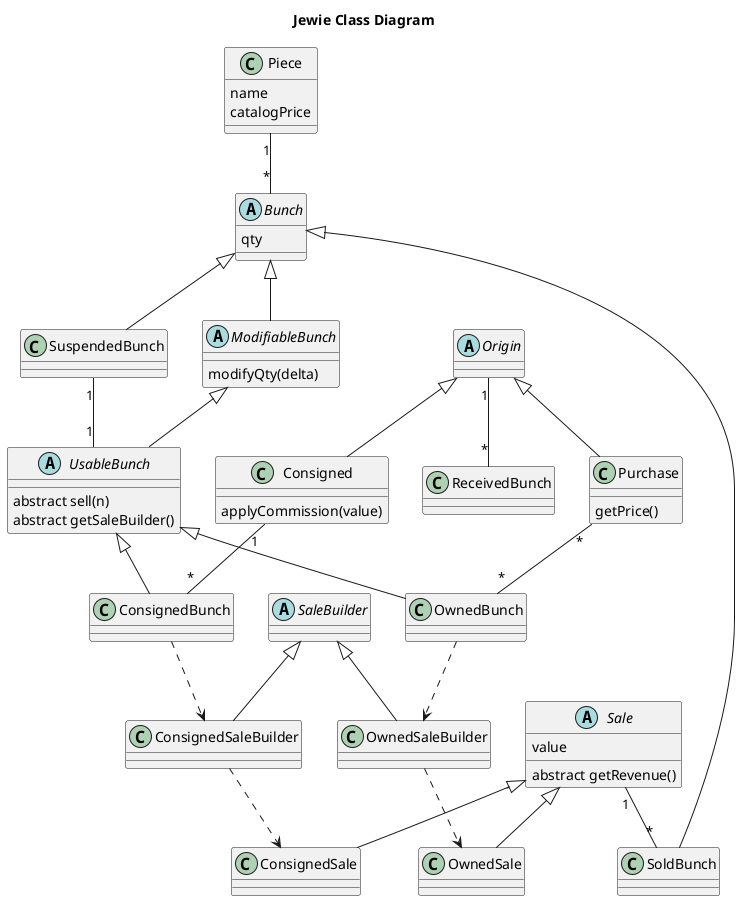 Jewie Class Diagram
C Piece
name
catalogPrice
1
*
A Bunch
qty
C SuspendedBunch
A ModifiableBunch
modifyQty(delta)
A Origin
1
1
1
*
A UsableBunch
abstract sell(n)
abstract getSaleBuilder()
C Consigned
applyCommission(value)
C ReceivedBunch
C Purchase
getPrice()
1
*
*
*
C ConsignedBunch
A SaleBuilder
C OwnedBunch
C ConsignedSaleBuilder
C OwnedSaleBuilder
A Sale
value
abstract getRevenue()
1
*
C ConsignedSale
C OwnedSale
C SoldBunch